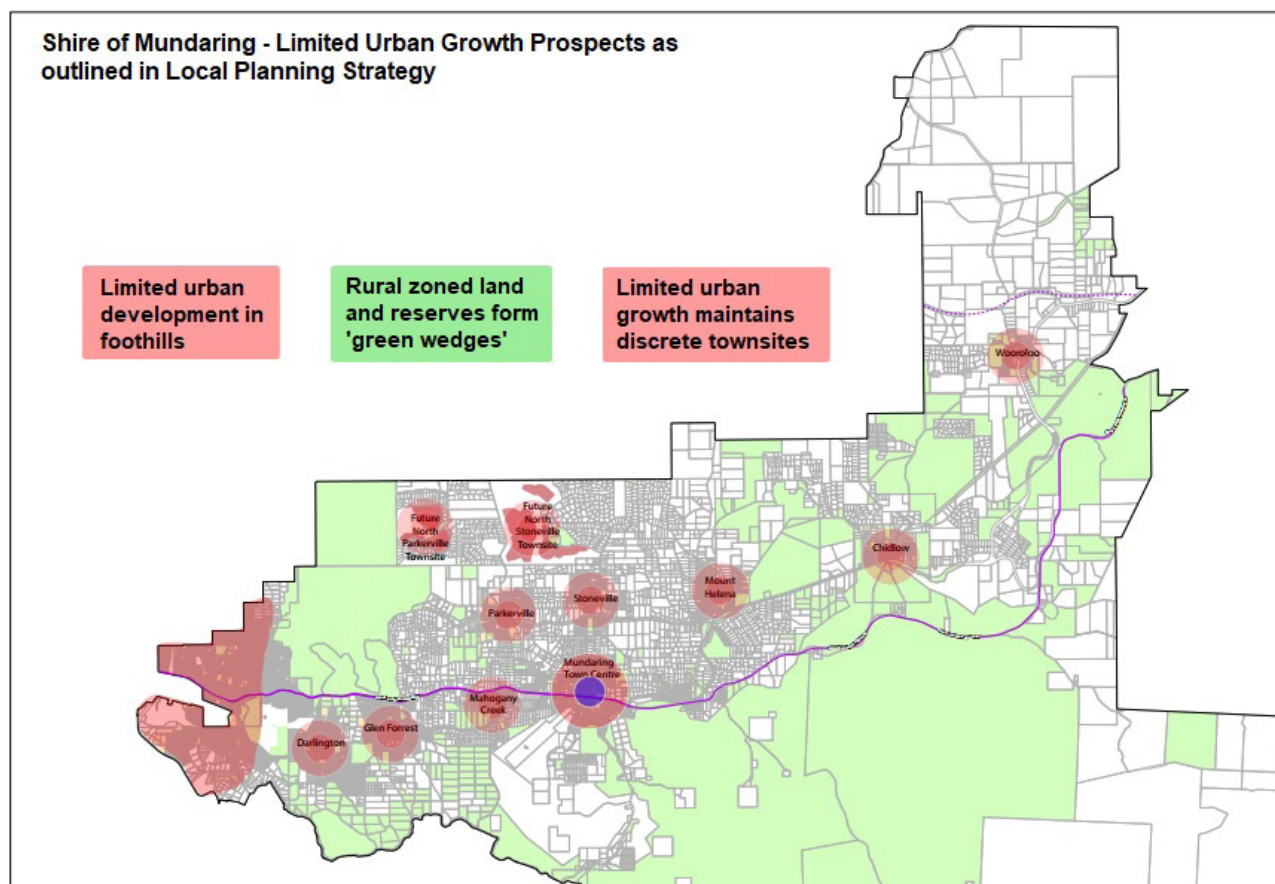 Shire of Mundaring - Limited Urban Growth Prospects as
outlined in Local Planning Strategy
Limited urban
development in
foothills
Rural zoned land
and reserves form
'green wedges'
Limited urban
growth maintains
discrete townsites
Wooroloo
Future
North
Parkerville
Townsite
Future
North
Stoneville
Townsite
Chidlow
Mount
Helena
Stoneville
Parkerville
Mundaring
Town Centre
Mahogany
Creek
Glen Forrest
Darlington